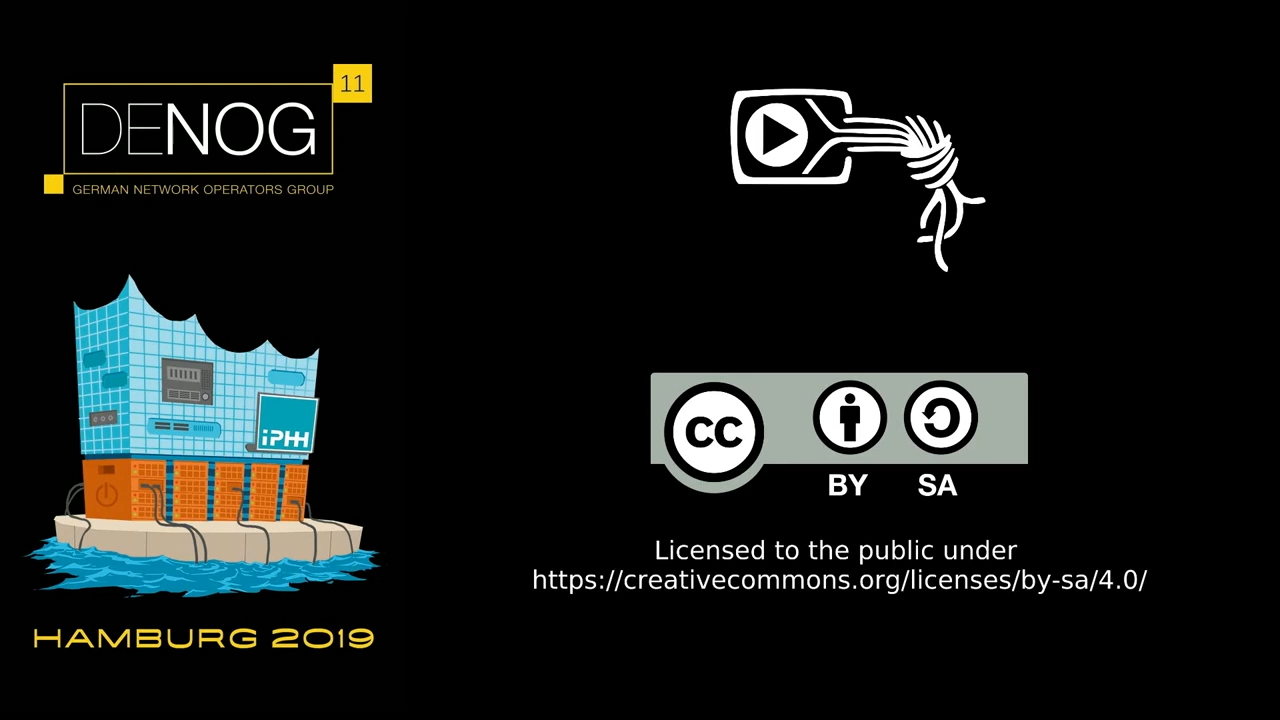 11
DENOG
GERMAN NETWORK OPERATORS GROUP
iPHH
HAMBURG 2019
CC
BY SA
Licensed to the public under
https://creativecommons.org/licenses/by-sa/4.0/